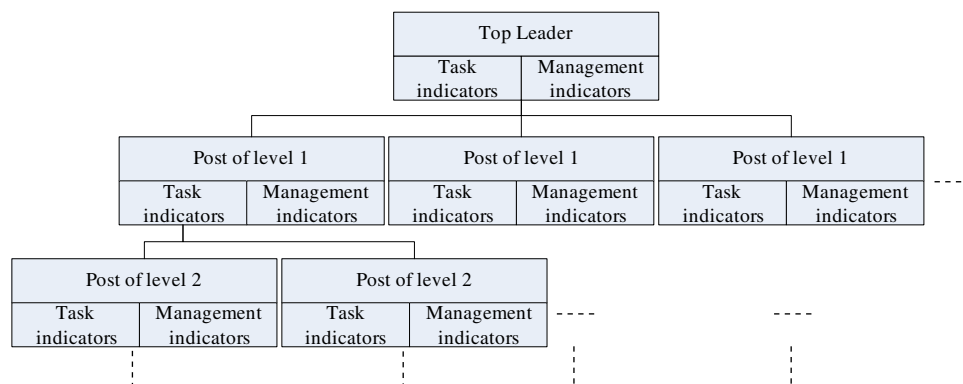 Top Leader
Task
indicators
Management
indicators
Post of level 1
Task
indicators
Management
indicators
Post of level 1
Task
indicators
Management
indicators
Post of level 1
Task
indicators
Management
indicators
Post of level 2
Task
indicators
Management
indicators
Post of level 2
Task
indicators
Management
indicators